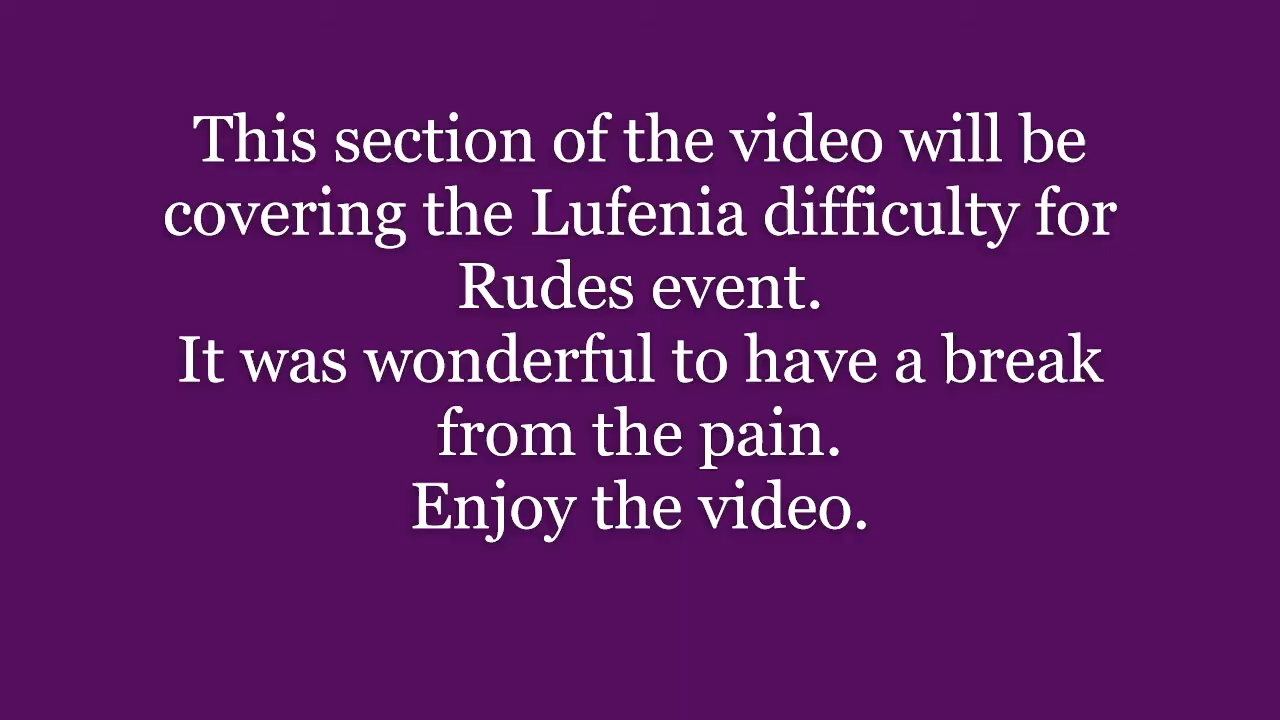 This section of the video will be
covering the Lufenia difficulty for
Rudes event.
It was wonderful to have a break
from the pain.
Enjoy the video.